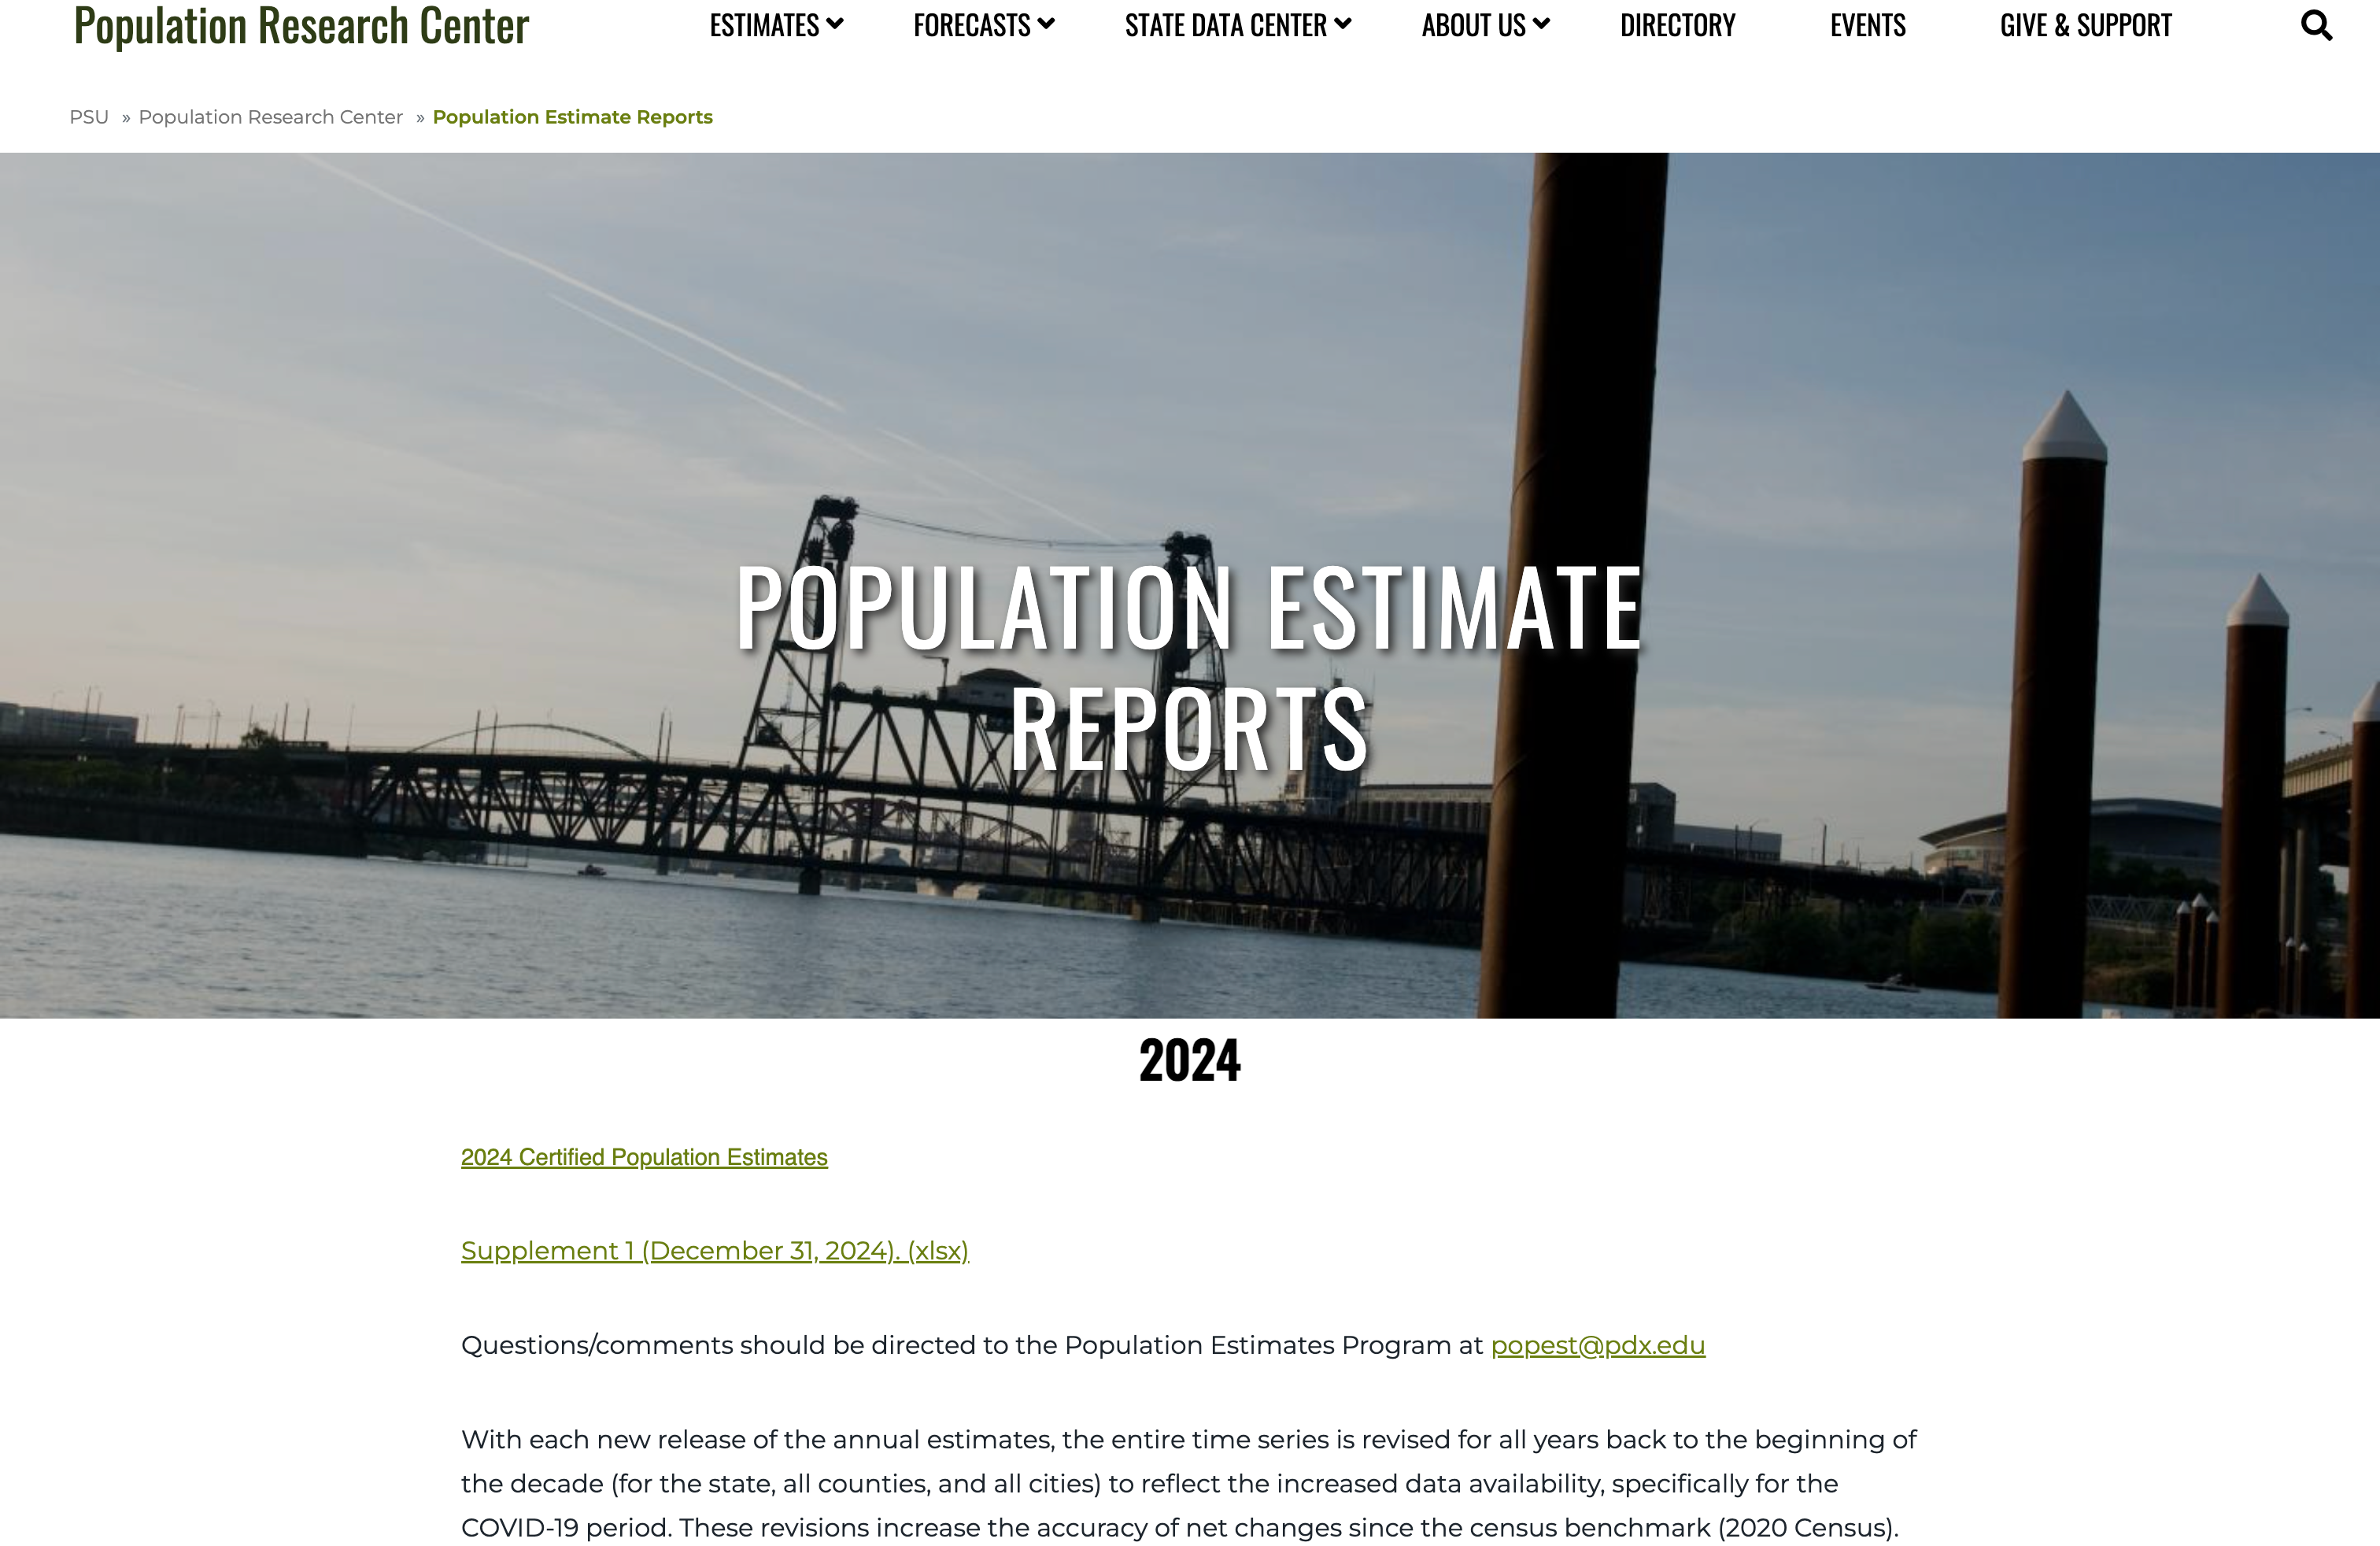 Population Research Center
ESTIMATES
FORECASTS
STATE DATA CENTER
ABOUT US
DIRECTORY
EVENTS
GIVE & SUPPORT
PSU » Population Research Center » Population Estimate Reports
POPULATION ESTIMATE
REPORTS
2024
2024 Certified Population Estimates
Supplement 1 (December 31, 2024). (xlsx)
Questions/comments should be directed to the Population Estimates Program at popest@pdx.edu
With each new release of the annual estimates, the entire time series is revised for all years back to the beginning of
the decade (for the state, all counties, and all cities) to reflect the increased data availability, specifically for the
COVID-19 period. These revisions increase the accuracy of net changes since the census benchmark (2020 Census).